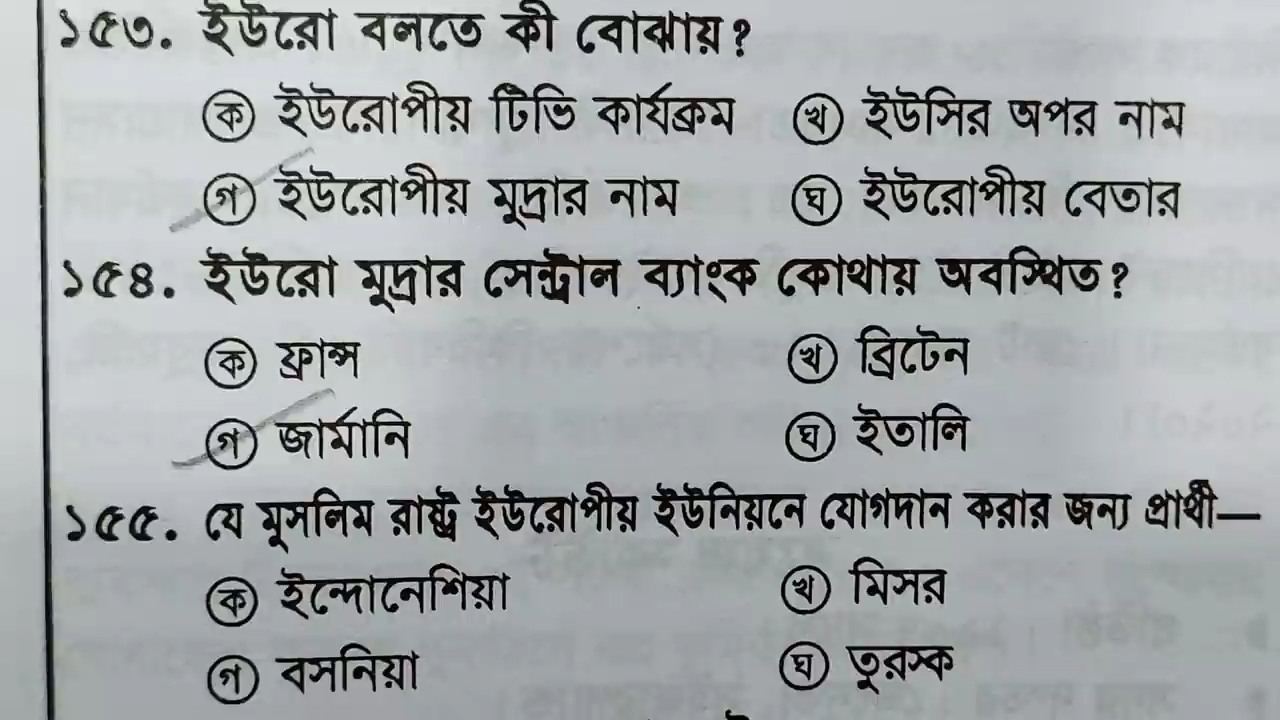 ১৫৩. ইউরো বলতে কী বোঝায়?
ক ইউরোপীয় টিভি কার্যক্রম খ ইউসির অপর নাম
গ ইউরোপীয় মুদ্রার নাম ঘ ইউরোপীয় বেতার
১৫৪. ইউরো মুদ্রার সেন্ট্রাল ব্যাংক কোথায় অবস্থিত?
ক ফ্রান্স খ ব্রিটেন
গ জার্মানি ঘ ইতালি
১৫৫. যে মুসলিম রাষ্ট্র ইউরোপীয় ইউনিয়নে যোগদান করার জন্য প্রার্থী—
ক ইন্দোনেশিয়া খ মিসর
গ বসনিয়া ঘ তুরস্ক